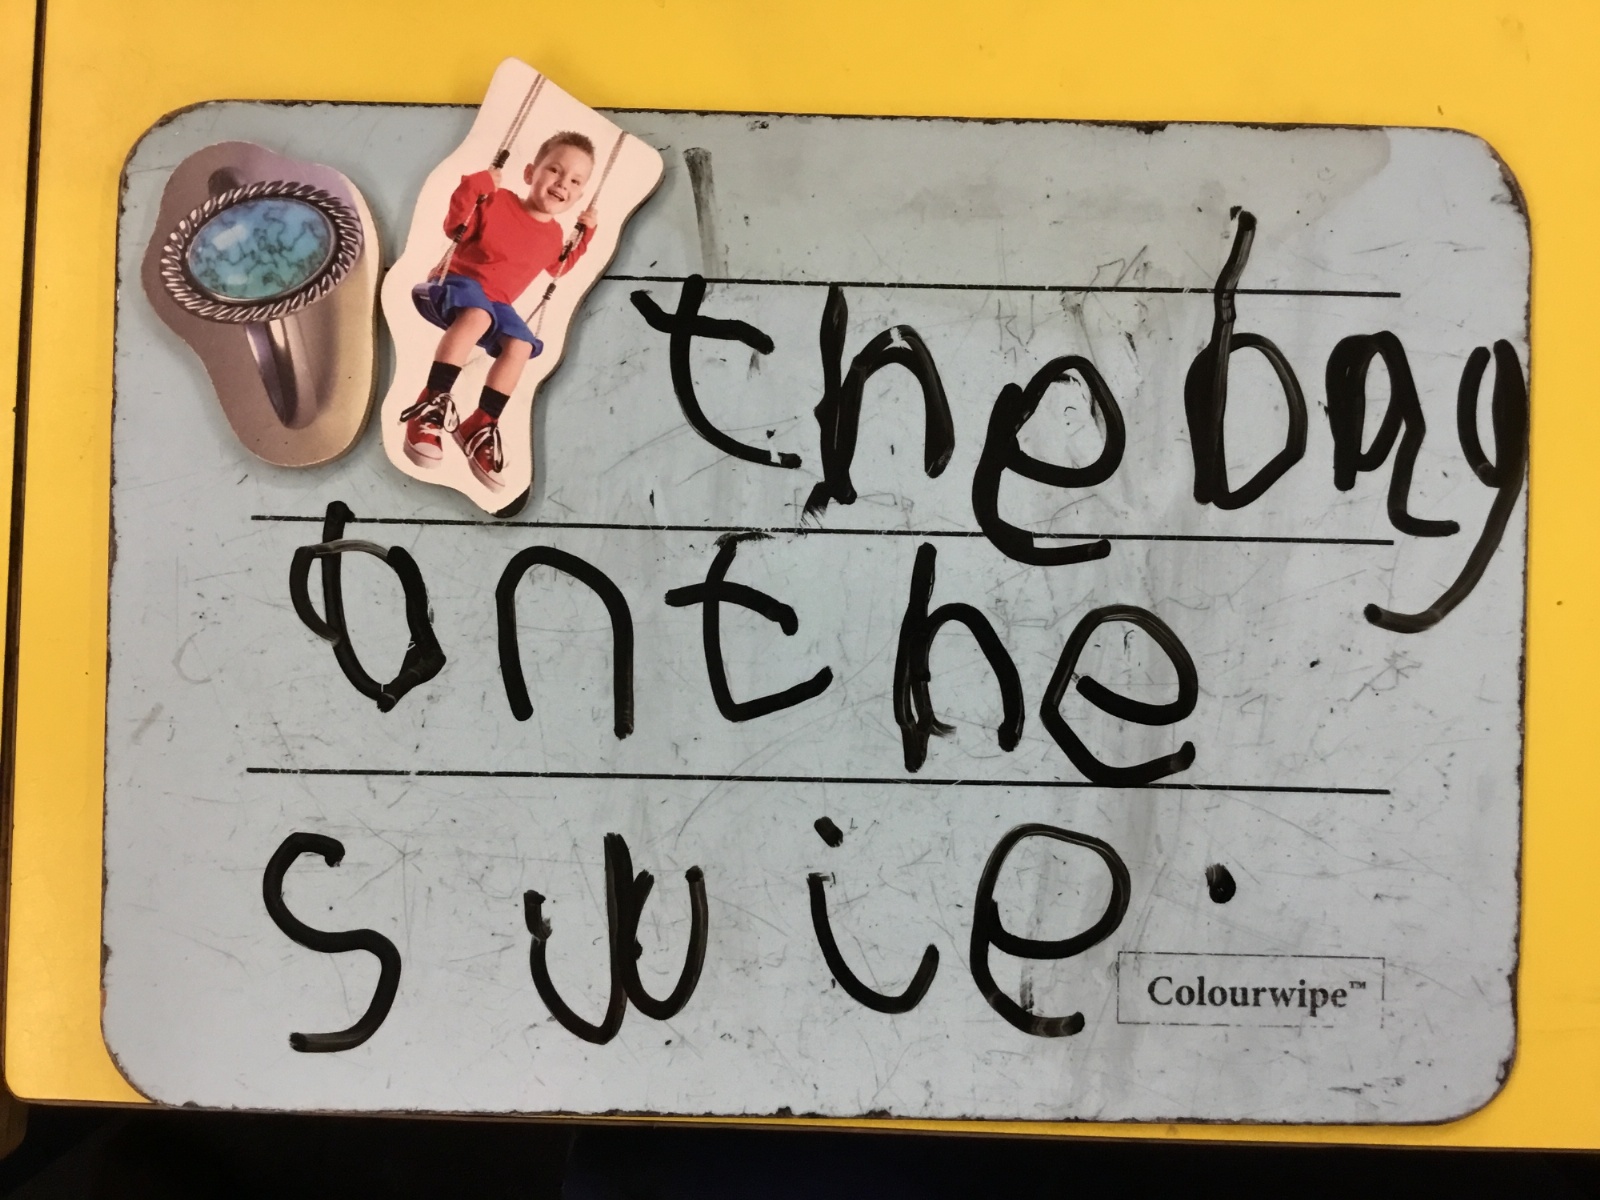 the bay
on the
swie.
Colourwipe™